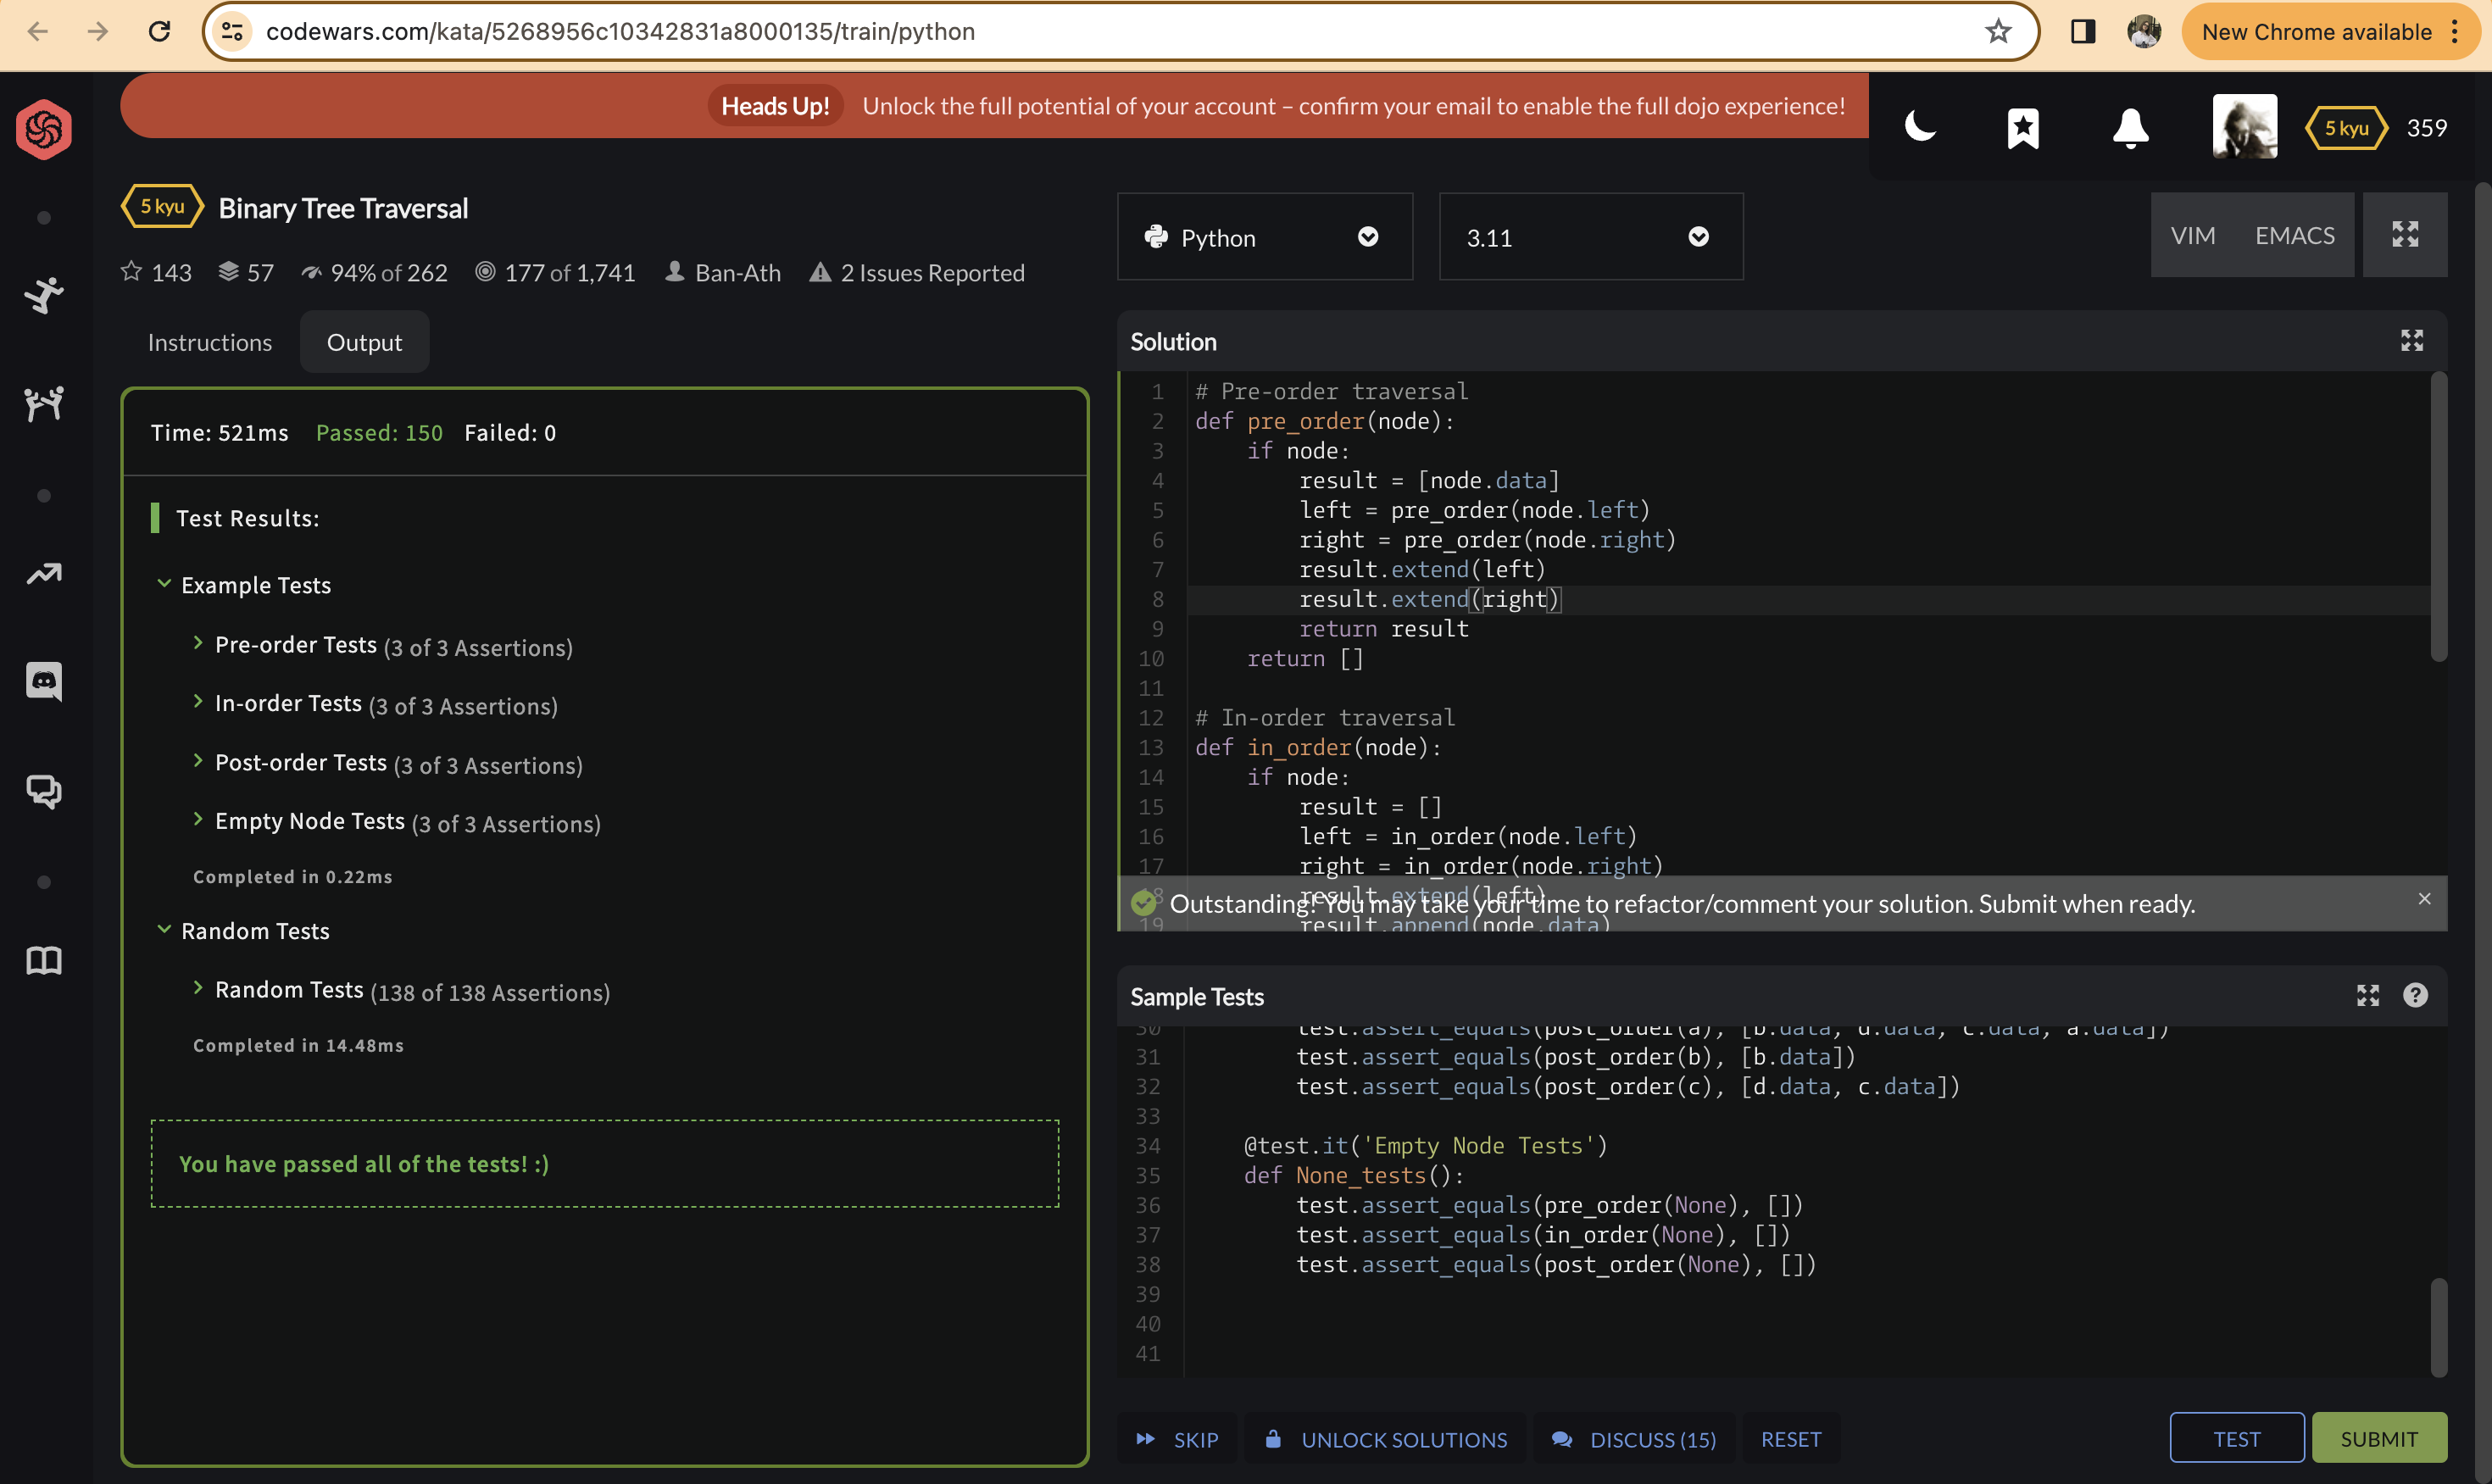 codewars.com/kata/5268956c10342831a8000135/train/python
New Chrome available
Heads Up! Unlock the full potential of your account – confirm your email to enable the full dojo experience!
5 kyu 359
5 kyu Binary Tree Traversal
143 57 94% of 262 177 of 1,741 Ban-Ath 2 Issues Reported
Python 3.11 VIM EMACS
Instructions Output
Time: 521ms Passed: 150 Failed: 0
Test Results:
Example Tests
Pre-order Tests (3 of 3 Assertions)
In-order Tests (3 of 3 Assertions)
Post-order Tests (3 of 3 Assertions)
Empty Node Tests (3 of 3 Assertions)
Completed in 0.22ms
Random Tests
Random Tests (138 of 138 Assertions)
Completed in 14.48ms
You have passed all of the tests! :)
Solution
1 # Pre-order traversal
2 def pre_order(node):
3 if node:
4 result = [node.data]
5 left = pre_order(node.left)
6 right = pre_order(node.right)
7 result.extend(left)
8 result.extend(right)
9 return result
10 return []
11
12 # In-order traversal
13 def in_order(node):
14 if node:
15 result = []
16 left = in_order(node.left)
17 right = in_order(node.right)
18 result.extend(left)
Outstanding! You may take your time to refactor/comment your solution. Submit when ready.
19 result.append(node.data)
Sample Tests
30 test.assert_equals(post_order(a), [b.data, d.data, c.data, a.data])
31 test.assert_equals(post_order(b), [b.data])
32 test.assert_equals(post_order(c), [d.data, c.data])
33
34 @test.it('Empty Node Tests')
35 def None_tests():
36 test.assert_equals(pre_order(None), [])
37 test.assert_equals(in_order(None), [])
38 test.assert_equals(post_order(None), [])
39
40
41
SKIP UNLOCK SOLUTIONS DISCUSS (15) RESET TEST SUBMIT